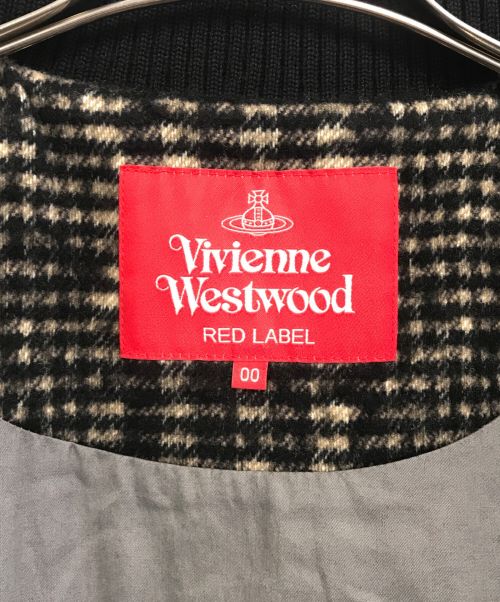 Vivienne
Westwood
RED LABEL
00